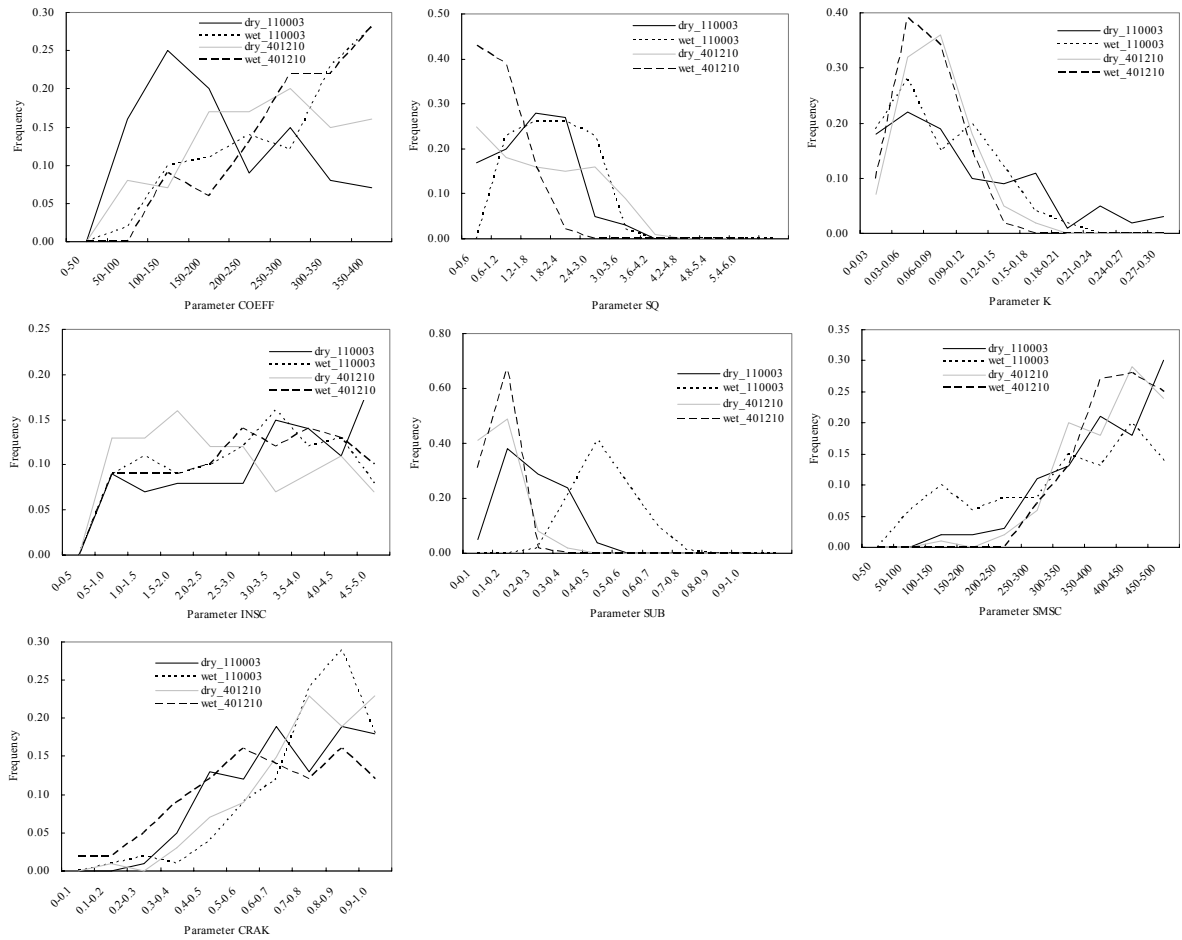 0.30
0.25
0.20
0.15
0.10
0.05
0.00
Frequency
dry_110003
wet_110003
dry_401210
wet_401210
0-50
50-100
100-150
150-200
200-250
250-300
300-350
350-400
Parameter COEFF
0.50
0.40
0.30
0.20
0.10
0.00
Frequency
dry_110003
wet_110003
dry_401210
wet_401210
0-0.6
0.6-1.2
1.2-1.8
1.8-2.4
2.4-3.0
3.0-3.6
3.6-4.2
4.2-4.8
4.8-5.4
5.4-6.0
Parameter SQ
0.40
0.30
0.20
0.10
0.00
Frequency
dry_110003
wet_110003
dry_401210
wet_401210
0-0.03
0.03-0.06
0.06-0.09
0.09-0.12
0.12-0.15
0.15-0.18
0.18-0.21
0.21-0.24
0.24-0.27
0.27-0.30
Parameter K
0.25
0.20
0.15
0.10
0.05
0.00
Frequency
dry_110003
wet_110003
dry_401210
wet_401210
0-0.5
0.5-1.0
1.0-1.5
1.5-2.0
2.0-2.5
2.5-3.0
3.0-3.5
3.5-4.0
4.0-4.5
4.5-5.0
Parameter INSC
0.80
0.60
0.40
0.20
0.00
Frequency
dry_110003
wet_110003
dry_401210
wet_401210
0-0.1
0.1-0.2
0.2-0.3
0.3-0.4
0.4-0.5
0.5-0.6
0.6-0.7
0.7-0.8
0.8-0.9
0.9-1.0
Parameter SUB
0.35
0.30
0.25
0.20
0.15
0.10
0.05
0.00
Frequency
dry_110003
wet_110003
dry_401210
wet_401210
0-50
50-100
100-150
150-200
200-250
250-300
300-350
350-400
400-450
450-500
Parameter SMSC
0.30
0.25
0.20
0.15
0.10
0.05
0.00
Frequency
dry_110003
wet_110003
dry_401210
wet_401210
0-0.1
0.1-0.2
0.2-0.3
0.3-0.4
0.4-0.5
0.5-0.6
0.6-0.7
0.7-0.8
0.8-0.9
0.9-1.0
Parameter CRAK